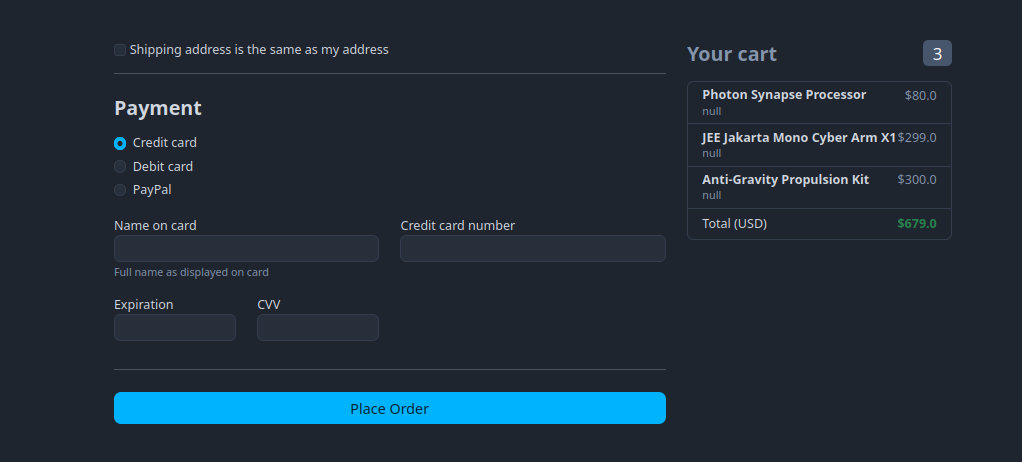 Shipping address is the same as my address
Payment
Credit card
Debit card
PayPal
Name on card
Credit card number
Full name as displayed on card
Expiration
CVV
Place Order
Your cart
3
Photon Synapse Processor
$80.0
null
JEE Jakarta Mono Cyber Arm X1
$299.0
null
Anti-Gravity Propulsion Kit
$300.0
null
Total (USD)
$679.0